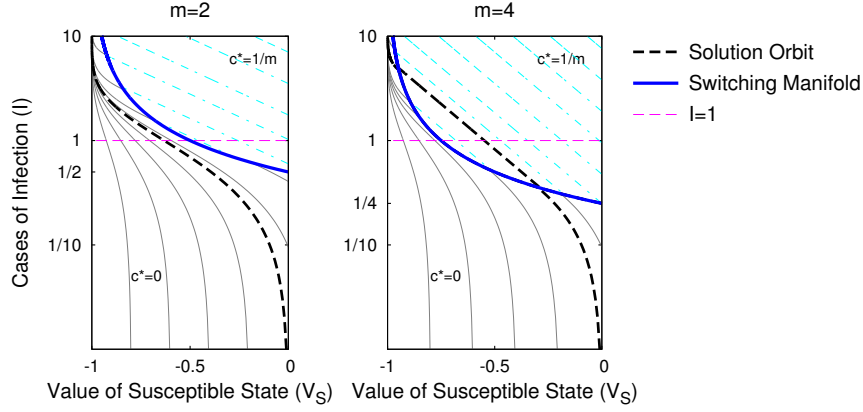 m=2
m=4
Cases of Infection (I)
10
1
1/2
1/10
c*=1/m
c*=0
-1
-0.5
0
Value of Susceptible State (V_S)
10
1
1/4
1/10
c*=1/m
c*=0
-1
-0.5
0
Value of Susceptible State (V_S)
Solution Orbit
Switching Manifold
I=1